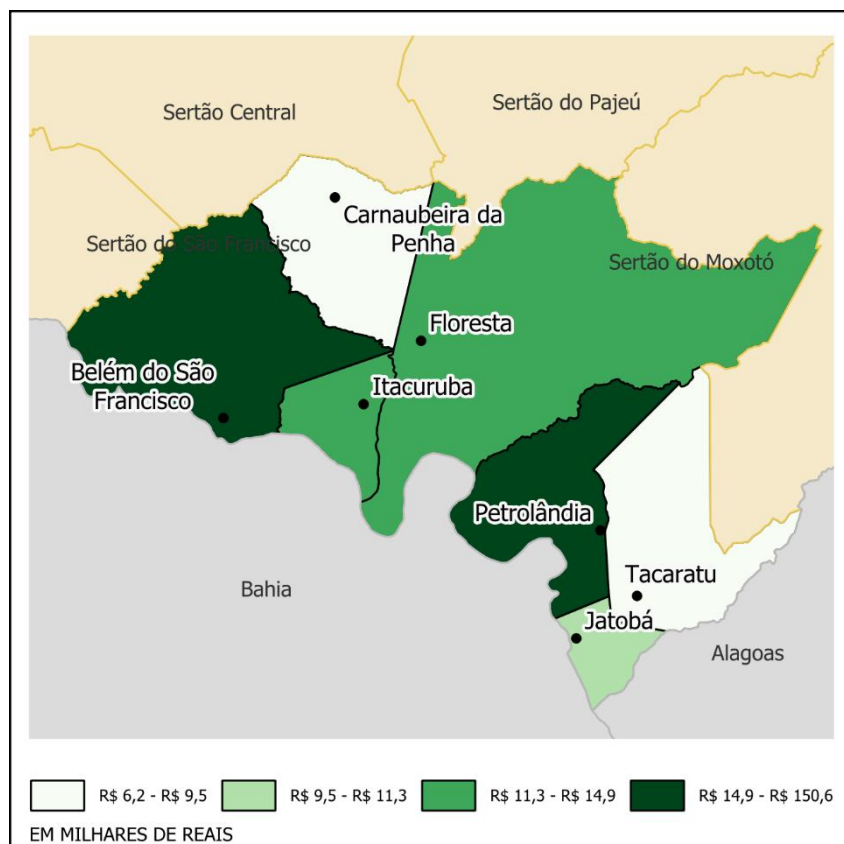 Sertão do Pajeú
Sertão Central
Carnaubeira da
Penha
Sertão do São Francisco
Sertão do Moxotó
Floresta
Belém do São
Francisco
Itacuruba
Petrolândia
Tacaratu
Bahia
Jatobá
Alagoas
R$ 6,2 - R$ 9,5
R$ 9,5 - R$ 11,3
R$ 11,3 - R$ 14,9
R$ 14,9 - R$ 150,6
EM MILHARES DE REAIS